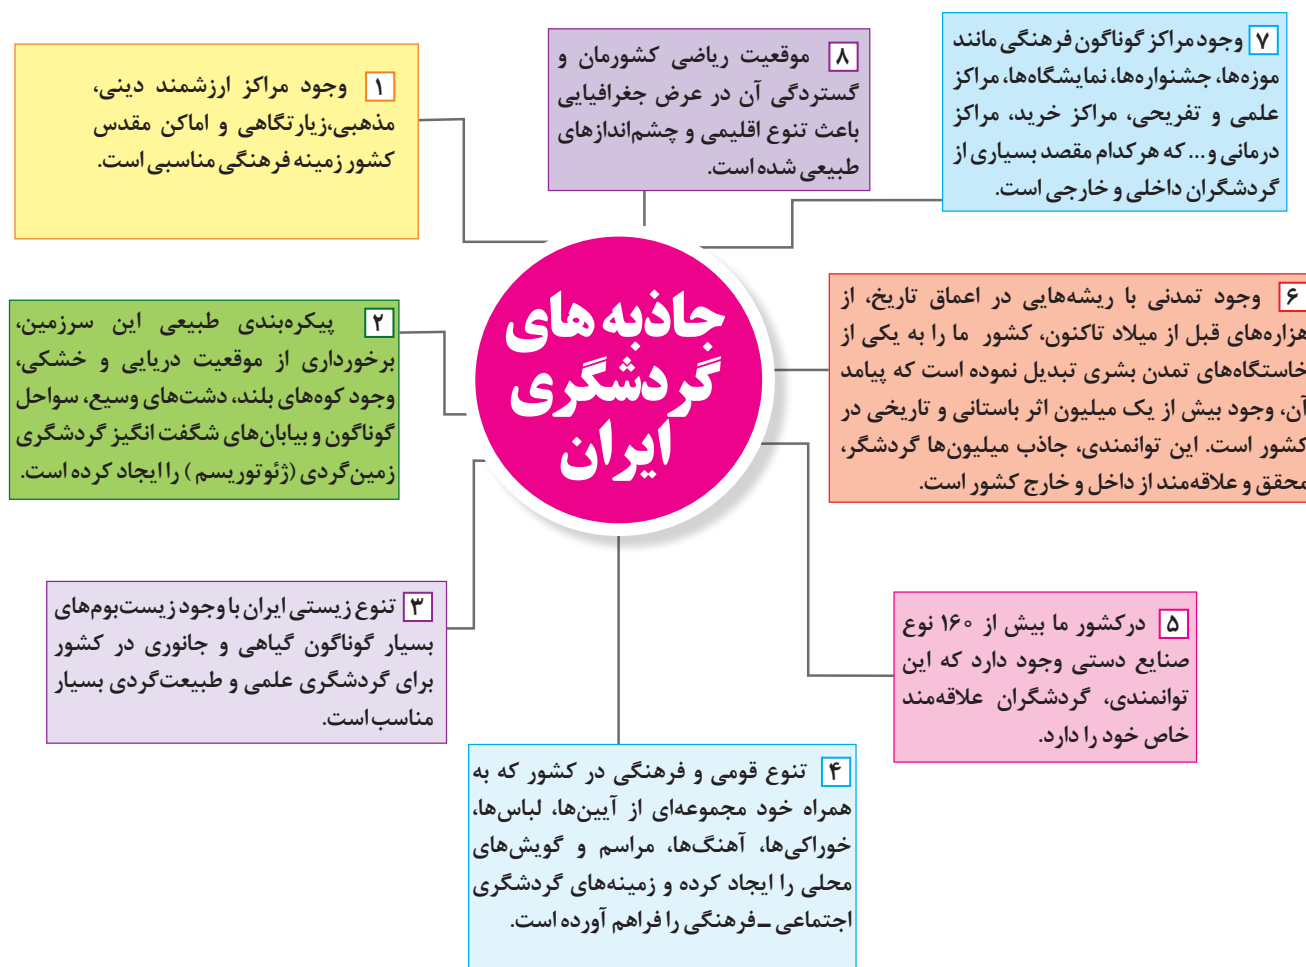 جاذبه های
گردشگری
ایران
۱ وجود مراکز ارزشمند دینی،
مذهبی،زیارتگاهی و اماکن مقدس
کشور زمینه فرهنگی مناسبی است.
۲ پیکره‌بندی طبیعی این سرزمین،
برخورداری از موقعیت دریایی و خشکی،
وجود کوه‌های بلند، دشت‌های وسیع، سواحل
گوناگون و بیابان‌های شگفت انگیز گردشگری
زمین‌گردی (ژئوتوریسم ) را ایجاد کرده است.
۳ تنوع زیستی ایران با وجود زیست‌بوم‌های
بسیار گوناگون گیاهی و جانوری در کشور
برای گردشگری علمی و طبیعت‌گردی بسیار
مناسب است.
۴ تنوع قومی و فرهنگی در کشور که به
همراه خود مجموعه‌ای از آیین‌ها، لباس‌ها،
خوراکی‌ها، آهنگ‌ها، مراسم و گویش‌های
محلی را ایجاد کرده و زمینه‌های گردشگری
اجتماعی ـ فرهنگی را فراهم آورده است.
۵ درکشور ما بیش از ۱۶۰ نوع
صنایع دستی وجود دارد که این
توانمندی، گردشگران علاقه‌مند
خاص خود را دارد.
۶ وجود تمدنی با ریشه‌هایی در اعماق تاریخ، از
هزاره‌های قبل از میلاد تاکنون، کشور ما را به یکی از
خاستگاه‌های تمدن بشری تبدیل نموده است که پیامد
آن، وجود بیش از یک میلیون اثر باستانی و تاریخی در
کشور است. این توانمندی، جاذب میلیون‌ها گردشگر،
محقق و علاقه‌مند از داخل و خارج کشور است.
۷ وجود مراکز گوناگون فرهنگی مانند
موزه‌ها، جشنواره‌ها، نمایشگاه‌ها، مراکز
علمی و تفریحی، مراکز خرید، مراکز
درمانی و... که هرکدام مقصد بسیاری از
گردشگران داخلی و خارجی است.
۸ موقعیت ریاضی کشورمان و
گستردگی آن در عرض جغرافیایی
باعث تنوع اقلیمی و چشم‌اندازهای
طبیعی شده است.